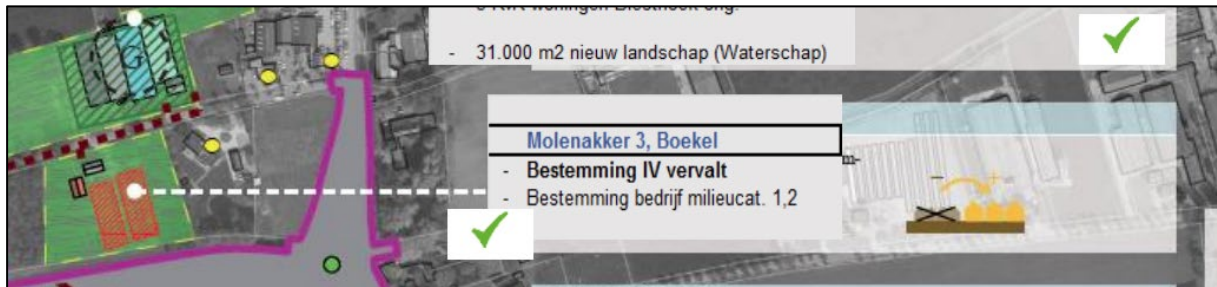 - 31.000 m2 nieuw landschap (Waterschap)
Molenakker 3, Boekel
- Bestemming IV vervalt
- Bestemming bedrijf milieucat. 1,2
m-